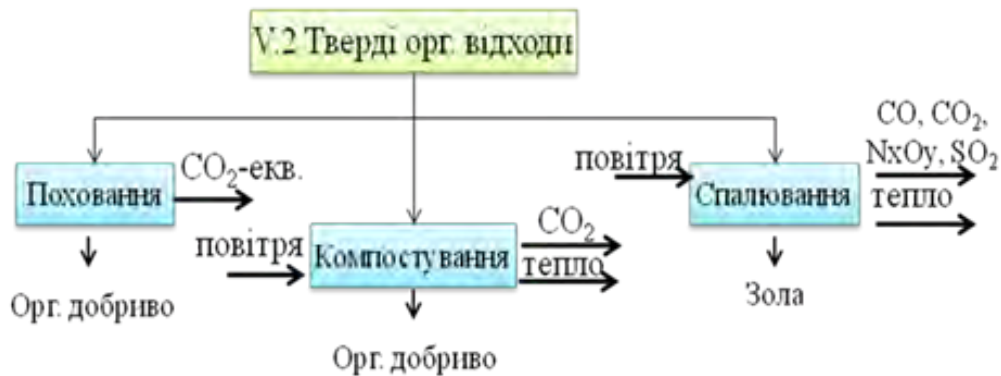 V.2 Тверді орг. відходи
Поховання
CO₂-екв.
Орг. добриво
повітря
Компостування
CO₂
тепло
Орг. добриво
повітря
Спалювання
CO, CO₂,
NxOy, SO₂
тепло
Зола